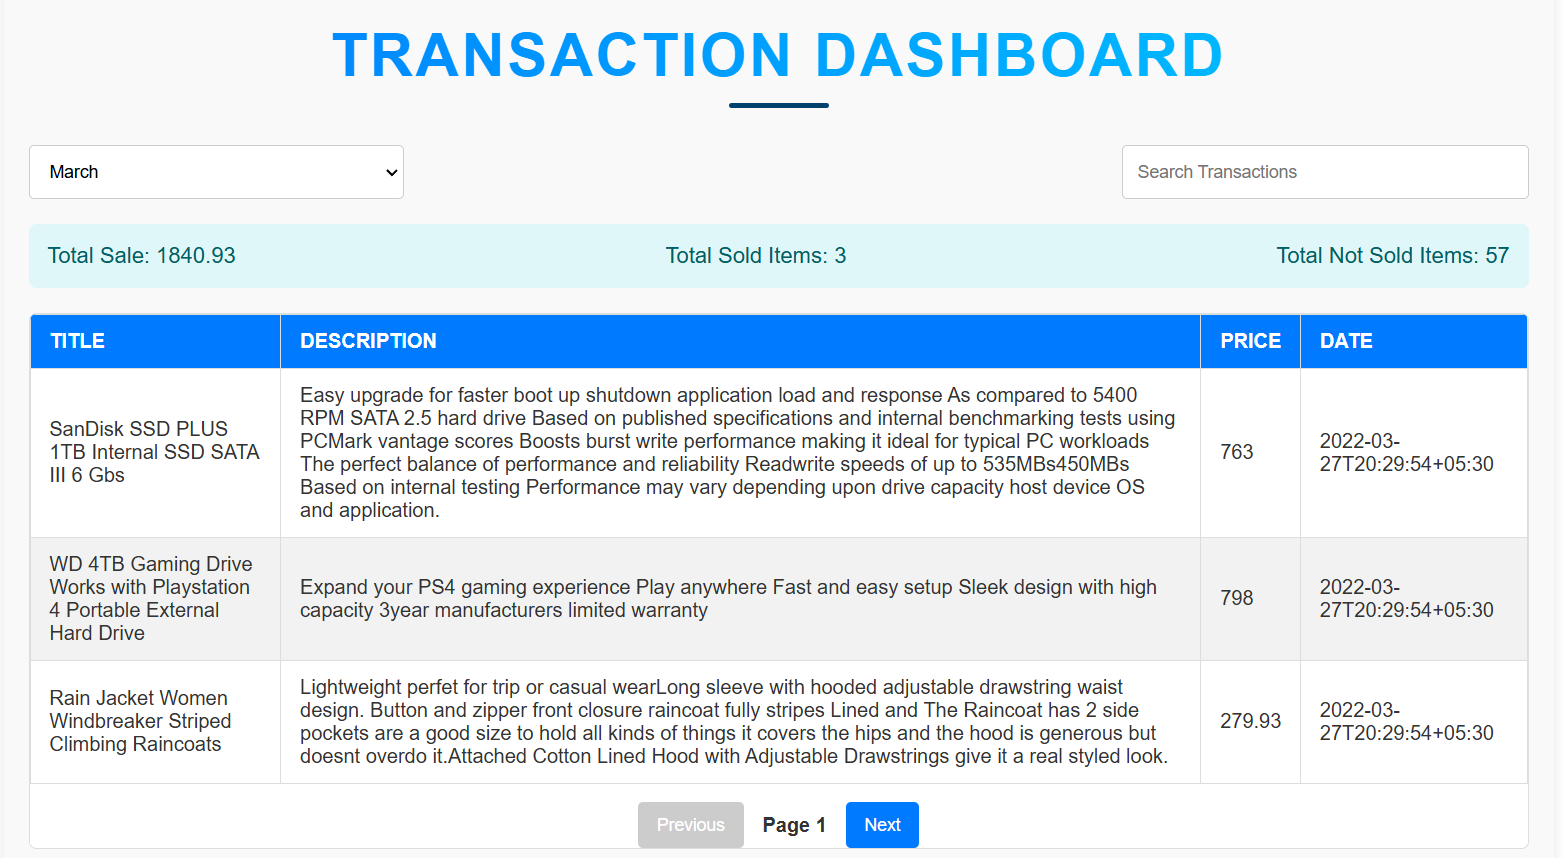 TRANSACTION DASHBOARD
March
Search Transactions
Total Sale: 1840.93
Total Sold Items: 3
Total Not Sold Items: 57
TITLE
DESCRIPTION
PRICE
DATE
SanDisk SSD PLUS
1TB Internal SSD SATA
III 6 Gbs
Easy upgrade for faster boot up shutdown application load and response As compared to 5400
RPM SATA 2.5 hard drive Based on published specifications and internal benchmarking tests using
PCMark vantage scores Boosts burst write performance making it ideal for typical PC workloads
The perfect balance of performance and reliability Readwrite speeds of up to 535MBs450MBs
Based on internal testing Performance may vary depending upon drive capacity host device OS
and application.
763
2022-03-
27T20:29:54+05:30
WD 4TB Gaming Drive
Works with Playstation
4 Portable External
Hard Drive
Expand your PS4 gaming experience Play anywhere Fast and easy setup Sleek design with high
capacity 3year manufacturers limited warranty
798
2022-03-
27T20:29:54+05:30
Rain Jacket Women
Windbreaker Striped
Climbing Raincoats
Lightweight perfet for trip or casual wearLong sleeve with hooded adjustable drawstring waist
design. Button and zipper front closure raincoat fully stripes Lined and The Raincoat has 2 side
pockets are a good size to hold all kinds of things it covers the hips and the hood is generous but
doesnt overdo it.Attached Cotton Lined Hood with Adjustable Drawstrings give it a real styled look.
279.93
2022-03-
27T20:29:54+05:30
Previous
Page 1
Next